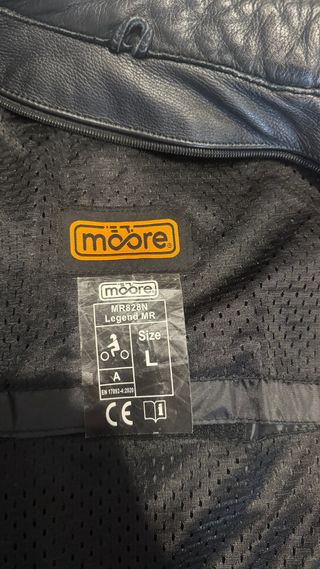 moore
moore
MR828N
Legend MR
Size
L
A
EN 17092-4:2020
CE
i